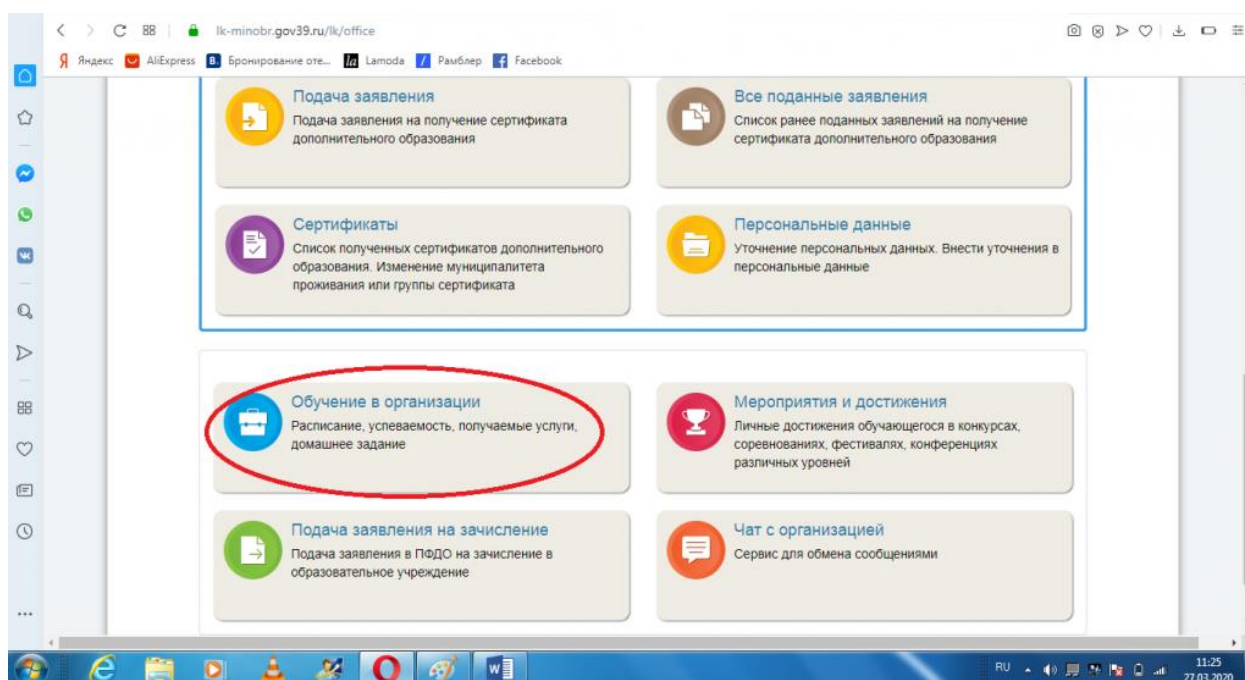 lk-minobr.gov39.ru/lk/office
Яндекс AliExpress Бронирование оте... Lamoda Рамблер Facebook
Подача заявления
Подача заявления на получение сертификата
дополнительного образования
Все поданные заявления
Список ранее поданных заявлений на получение
сертификата дополнительного образования
Сертификаты
Список полученных сертификатов дополнительного
образования. Изменение муниципалитета
проживания или группы сертификата
Персональные данные
Уточнение персональных данных. Внести уточнения в
персональные данные
Обучение в организации
Расписание, успеваемость, получаемые услуги,
домашнее задание
Мероприятия и достижения
Личные достижения обучающегося в конкурсах,
соревнованиях, фестивалях, конференциях
различных уровней
Подача заявления на зачисление
Подача заявления в ПФДО на зачисление в
образовательное учреждение
Чат с организацией
Сервис для обмена сообщениями
RU 11:25
27.03.2020